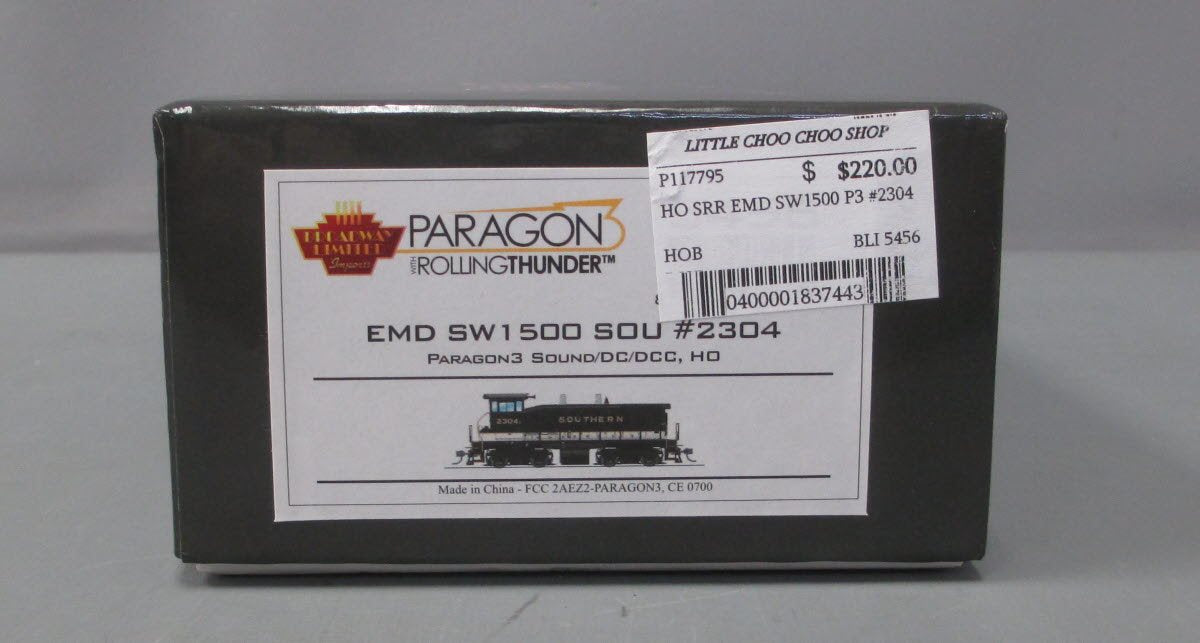 LITTLE CHOO CHOO SHOP
P117795 $ $220.00
HO SRR EMD SW1500 P3 #2304
HOB BLI 5456
0400001837443
BROADWAY
LIMITED
Imports
PARAGON3
WITH ROLLINGTHUNDER™
EMD SW1500 SOU #2304
PARAGON3 SOUND/DC/DCC, HO
2304 SOUTHERN
Made in China - FCC 2AEZ2-PARAGON3, CE 0700